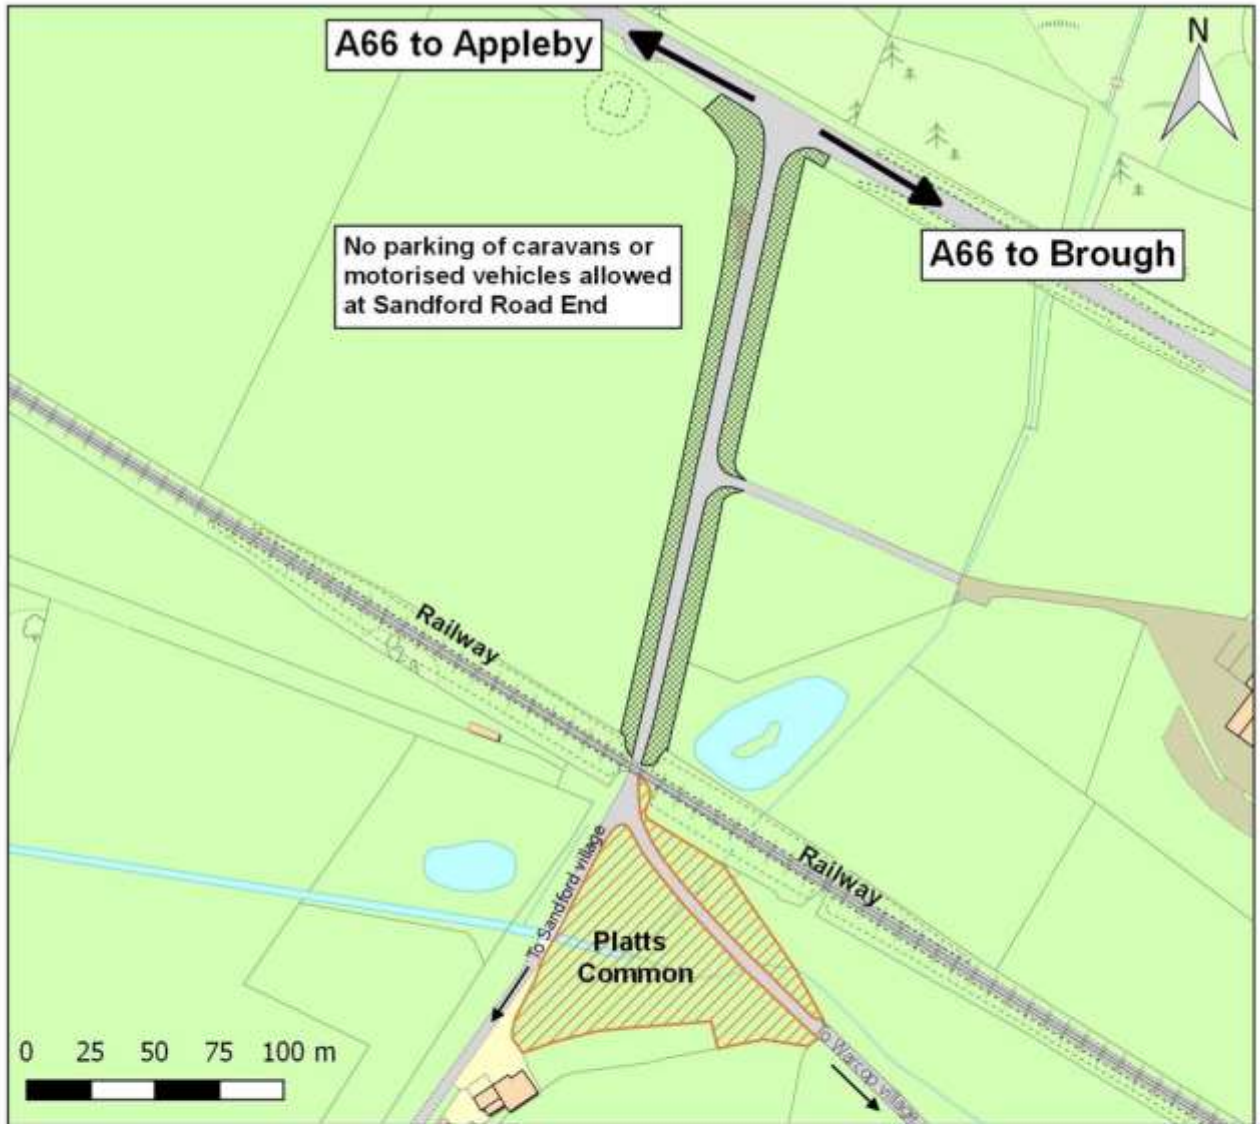 A66 to Appleby
N
No parking of caravans or
motorised vehicles allowed
at Sandford Road End
A66 to Brough
Railway
Railway
To Sandford village
Platts
Common
To Warcop village
0 25 50 75 100 m